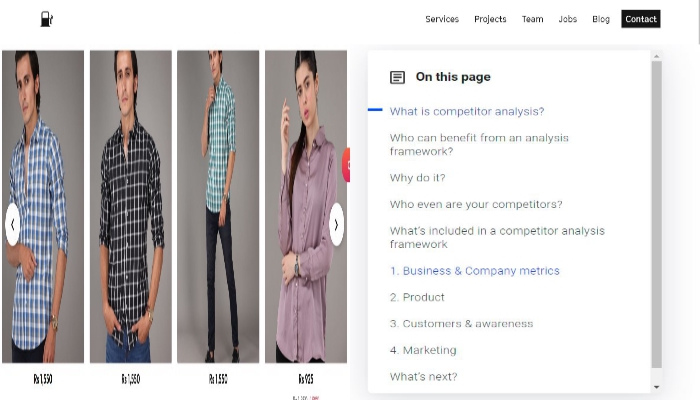 Services Projects Team Jobs Blog Contact
On this page
What is competitor analysis?
Who can benefit from an analysis
framework?
Why do it?
Who even are your competitors?
What's included in a competitor analysis
framework
1. Business & Company metrics
2. Product
3. Customers & awareness
4. Marketing
What's next?
Rs 1,550 Rs 1,550 Rs 1,550 Rs 925